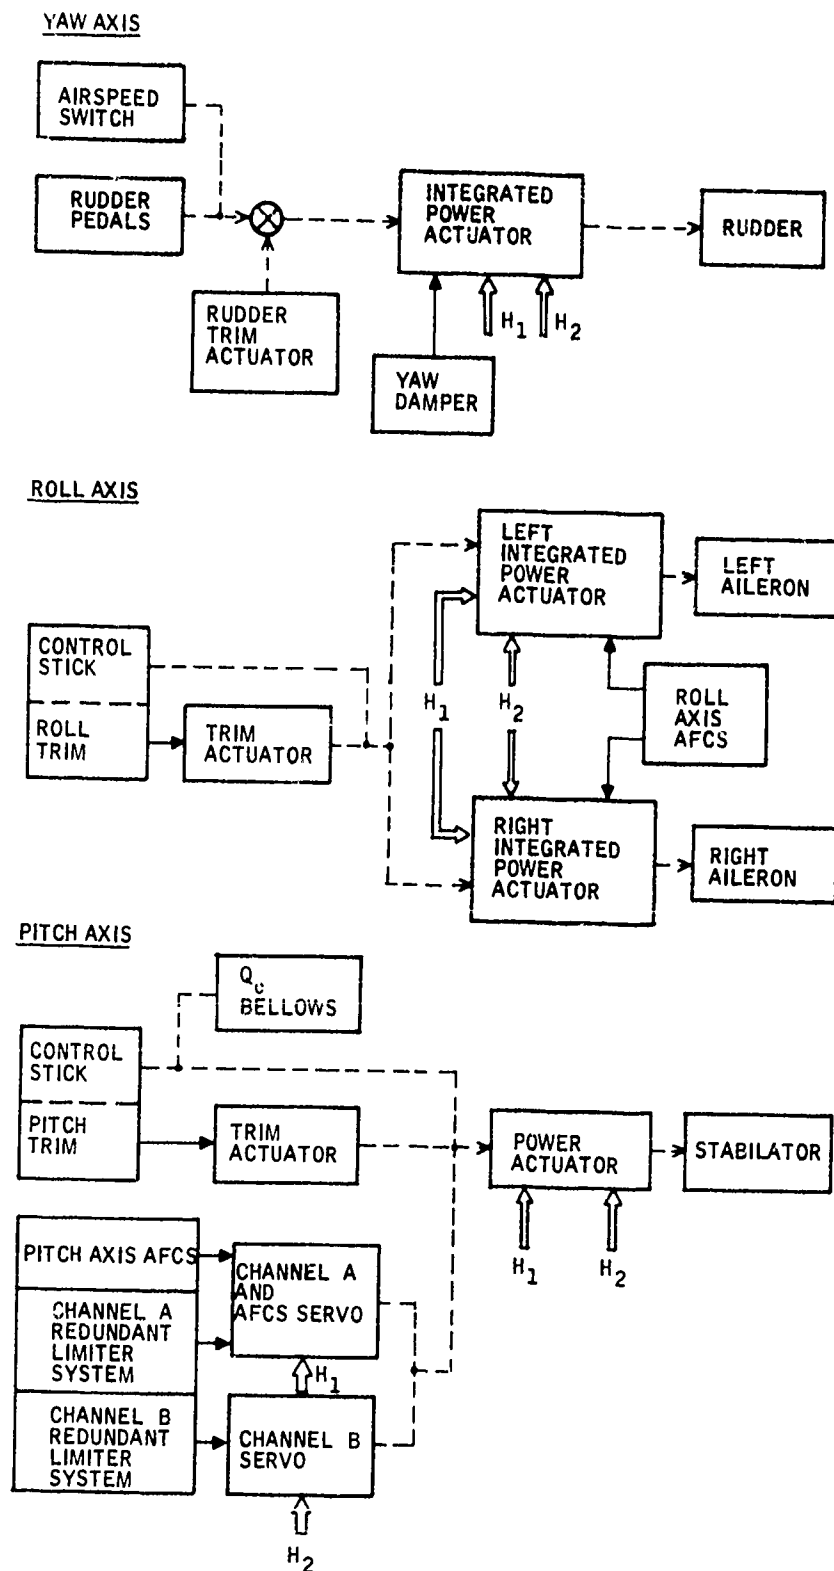 YAW AXIS
AIRSPEED
SWITCH
RUDDER
PEDALS
INTEGRATED
POWER
ACTUATOR
RUDDER
RUDDER
TRIM
ACTUATOR
H1
H2
YAW
DAMPER
ROLL AXIS
LEFT
INTEGRATED
POWER
ACTUATOR
LEFT
AILERON
CONTROL
STICK
ROLL
TRIM
TRIM
ACTUATOR
H1
H2
ROLL
AXIS
AFCS
RIGHT
INTEGRATED
POWER
ACTUATOR
RIGHT
AILERON
PITCH AXIS
Qc
BELLOWS
CONTROL
STICK
PITCH
TRIM
TRIM
ACTUATOR
POWER
ACTUATOR
STABILATOR
H1
H2
PITCH AXIS AFCS
CHANNEL A
REDUNDANT
LIMITER
SYSTEM
CHANNEL A
AND
AFCS SERVO
H1
CHANNEL B
REDUNDANT
LIMITER
SYSTEM
CHANNEL B
SERVO
H2